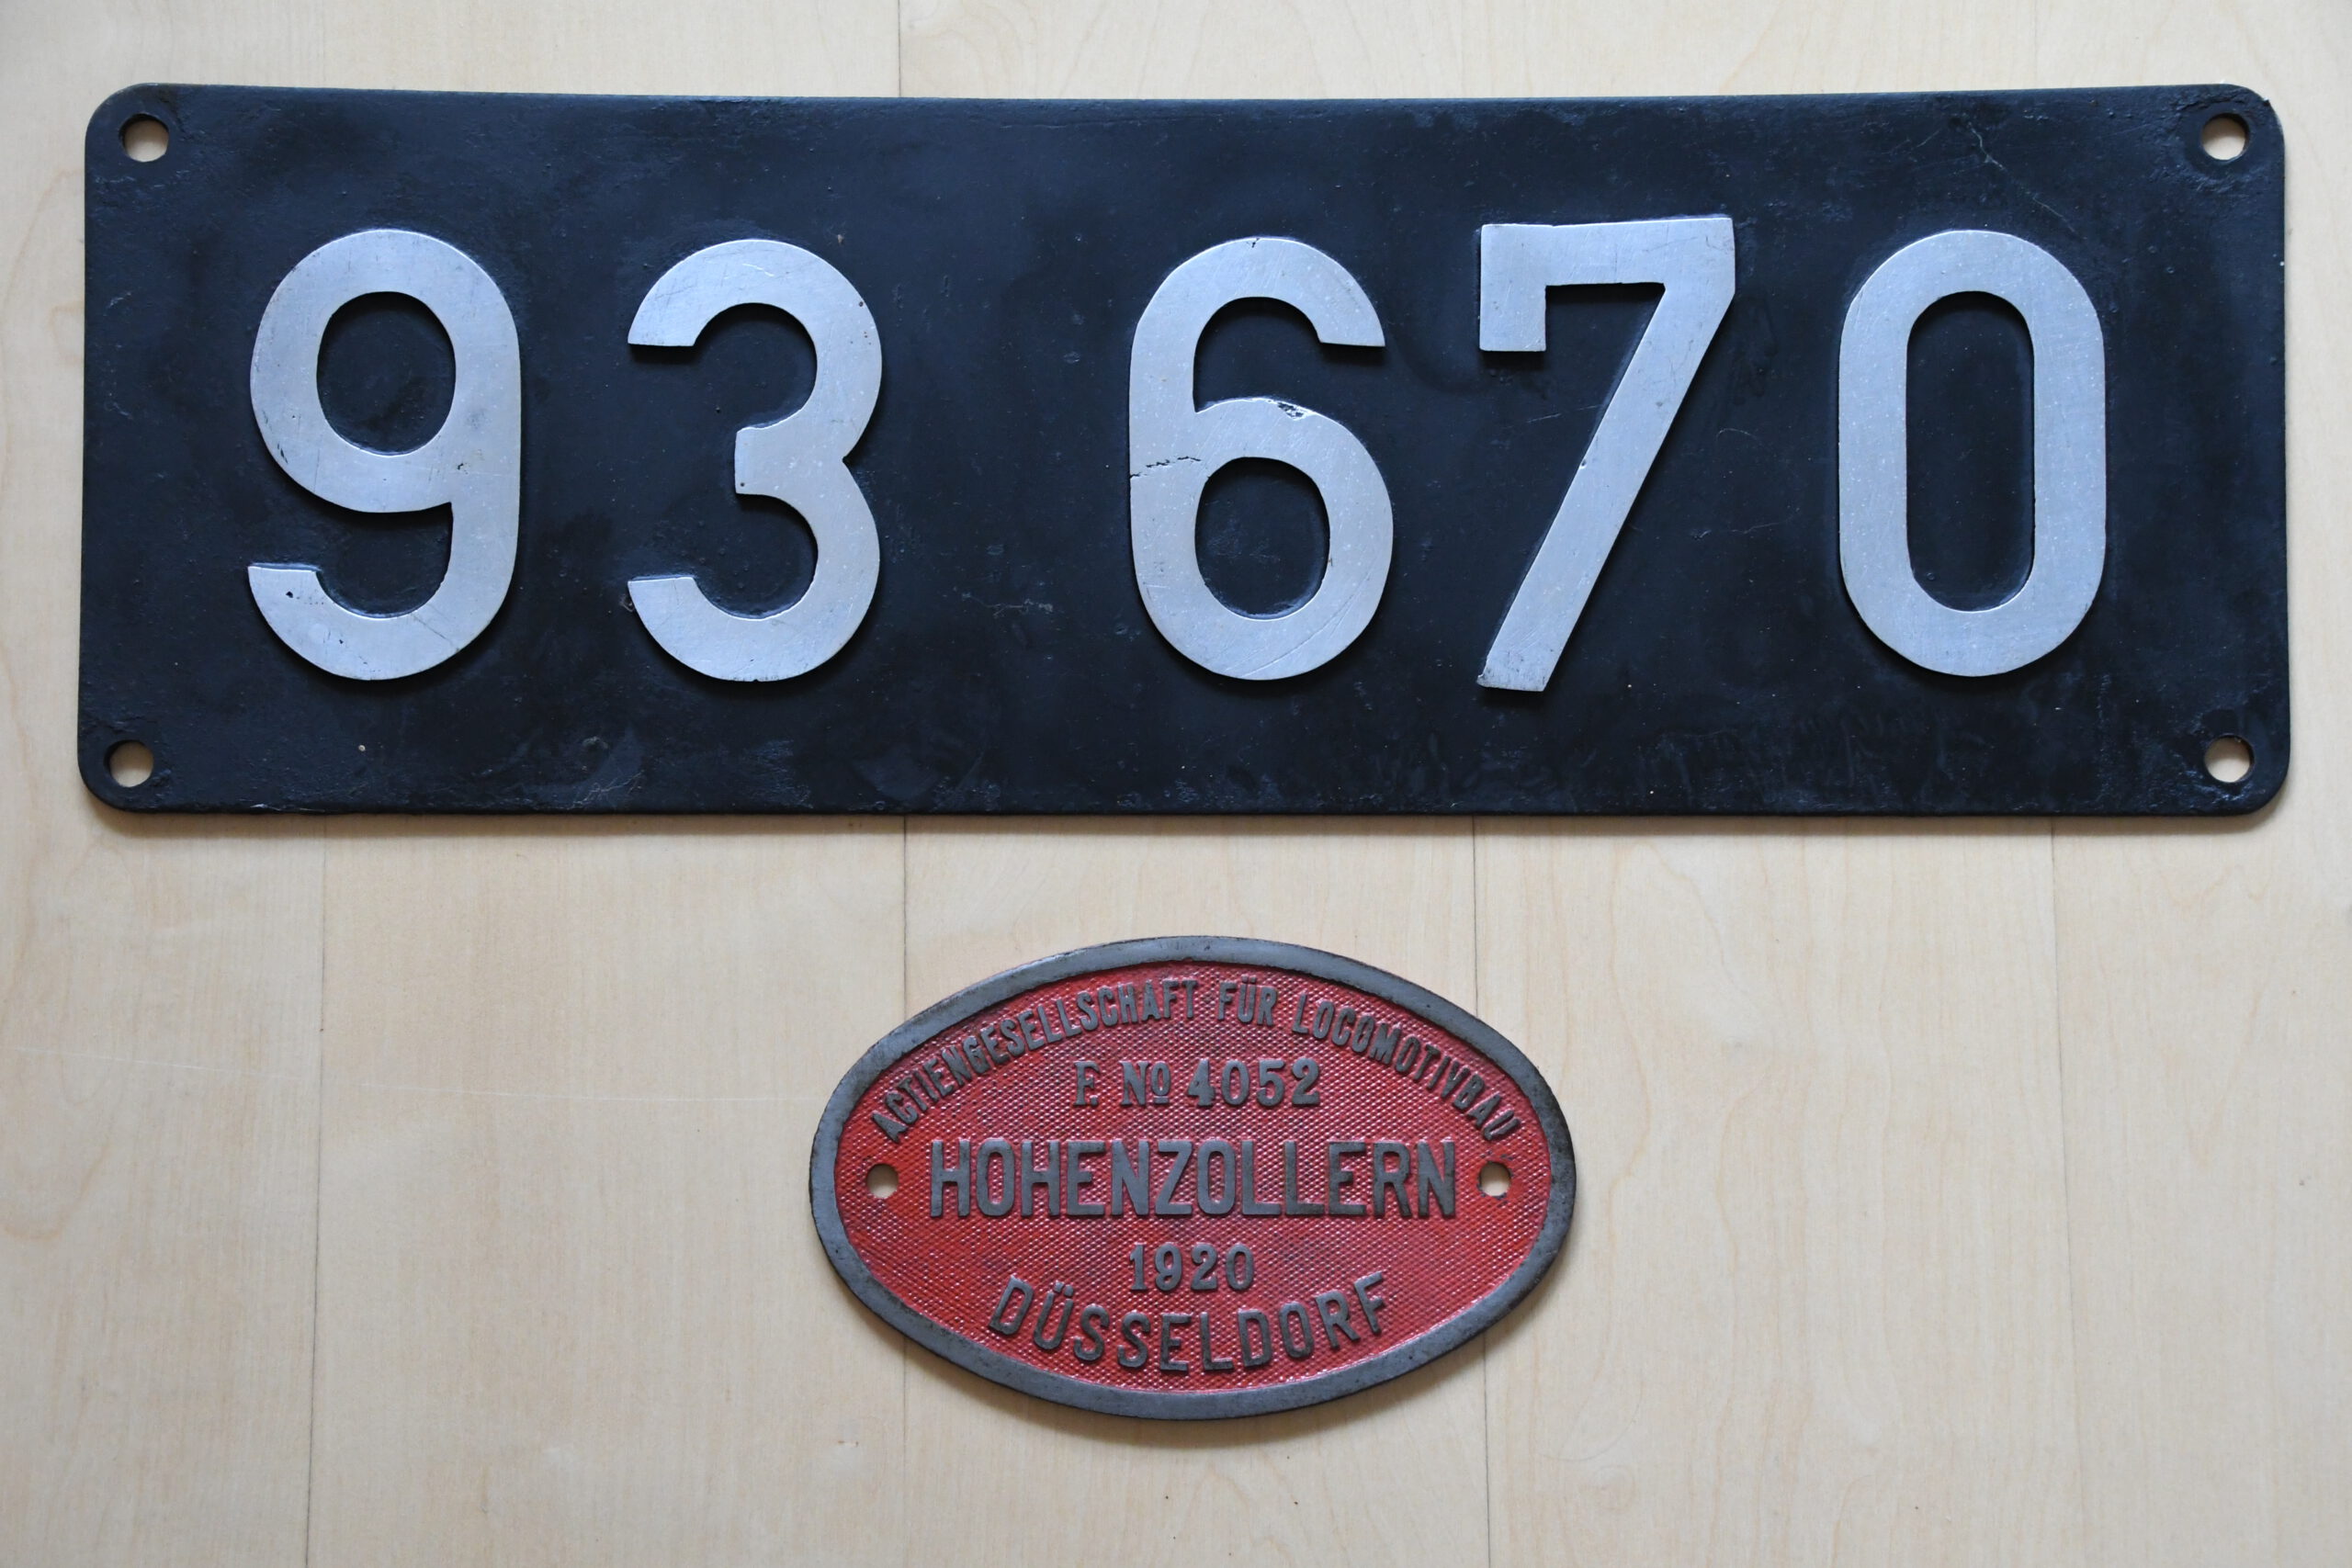 93 670
ACTIENGESELLSCHAFT FÜR LOCOMOTIVBAU
F. No 4052
HOHENZOLLERN
1920
DÜSSELDORF